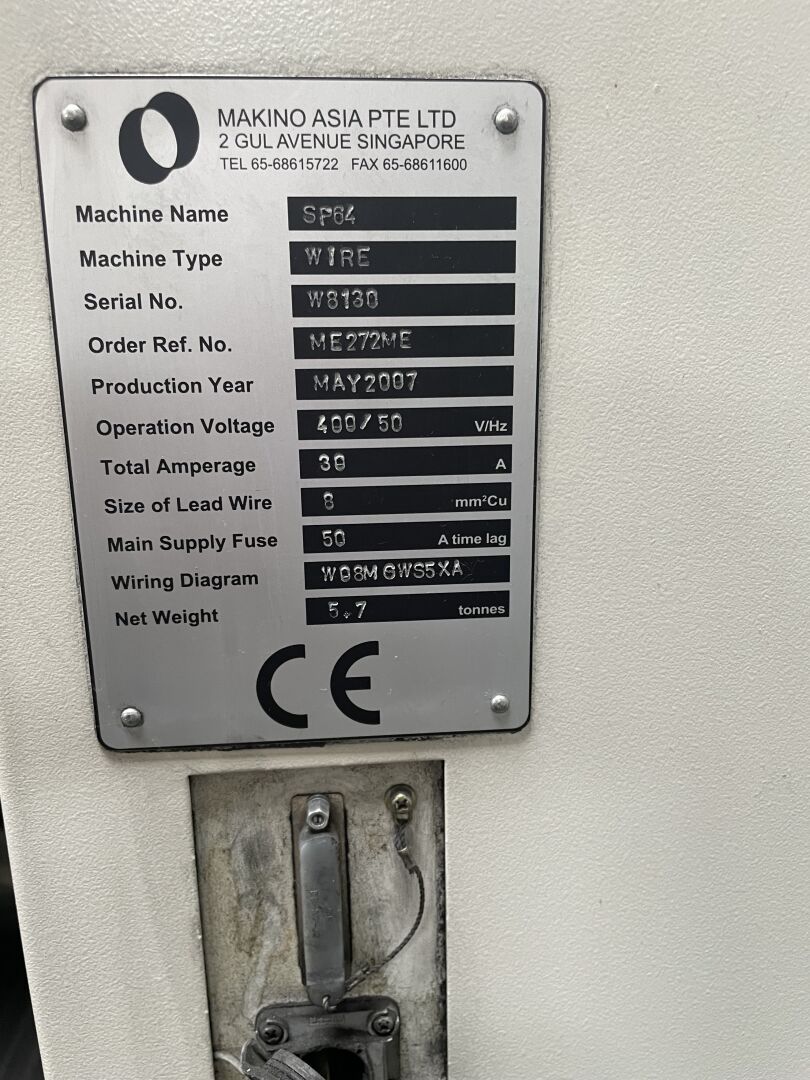 MAKINO ASIA PTE LTD
2 GUL AVENUE SINGAPORE
TEL 65-68615722 FAX 65-68611600
Machine Name SP64
Machine Type WIRE
Serial No. W8130
Order Ref. No. ME272ME
Production Year MAY2007
Operation Voltage 400/50 V/Hz
Total Amperage 30 A
Size of Lead Wire 8 mm²Cu
Main Supply Fuse 50 A time lag
Wiring Diagram W08M6WS5XA
Net Weight 5.7 tonnes
CE